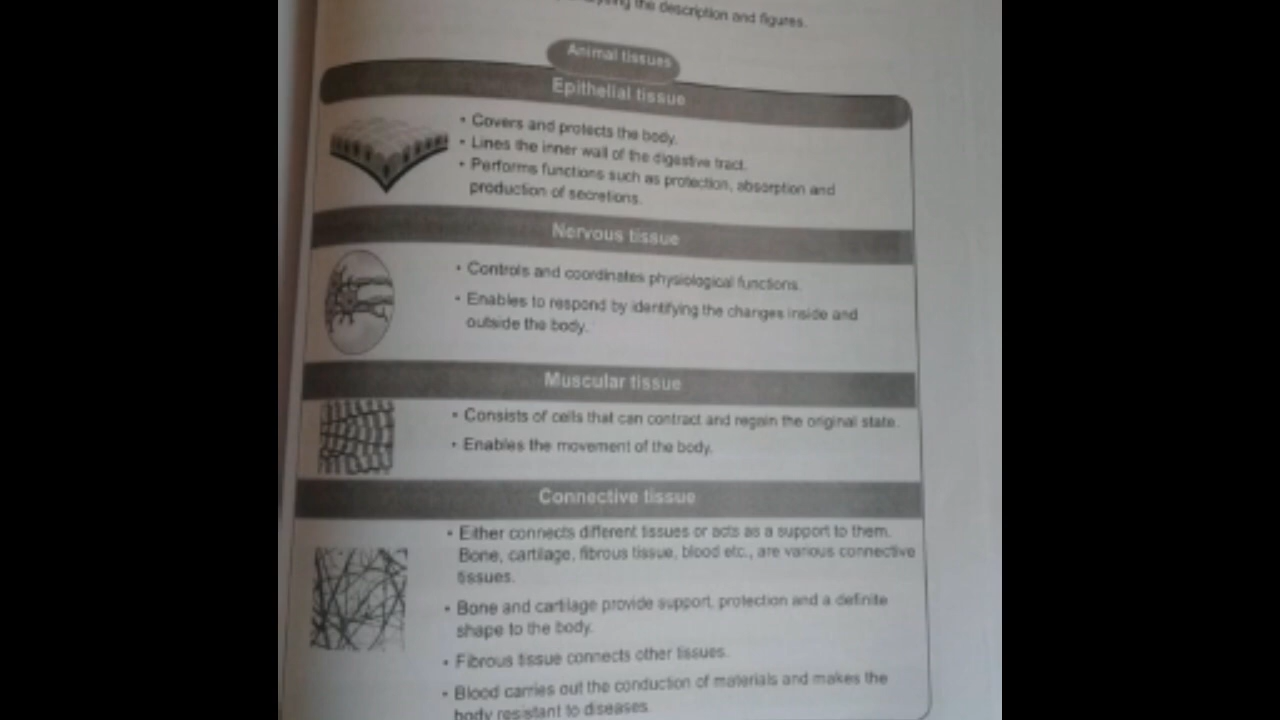 the description and figures.
Animal tissues
Epithelial tissue
• Covers and protects the body.
• Lines the inner wall of the digestive tract.
• Performs functions such as protection, absorption and
production of secretions.
Nervous tissue
• Controls and coordinates physiological functions.
• Enables to respond by identifying the changes inside and
outside the body.
Muscular tissue
• Consists of cells that can contract and regain the original state.
• Enables the movement of the body.
Connective tissue
• Either connects different tissues or acts as a support to them.
Bone, cartilage, fibrous tissue, blood etc., are various connective
tissues.
• Bone and cartilage provide support, protection and a definite
shape to the body.
• Fibrous tissue connects other tissues.
• Blood carries out the conduction of materials and makes the
body resistant to diseases.